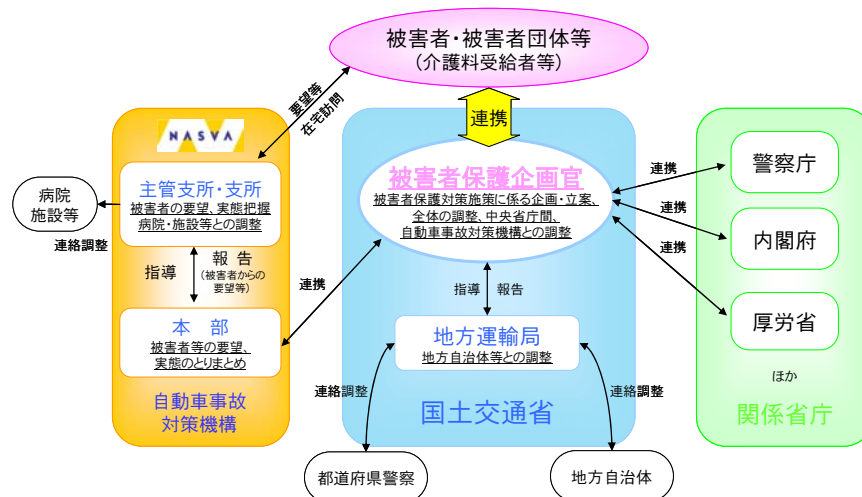 被害者・被害者団体等
（介護料受給者等）
要望等
在宅訪問
連携
NASVA
主管支所・支所
被害者の要望、実態把握
病院・施設等との調整
病院
施設等
連絡調整
指導
報 告
（被害者からの
要望等）
本 部
被害者等の要望、
実態のとりまとめ
自動車事故
対策機構
連携
被害者保護企画官
被害者保護対策施策に係る企画・立案、
全体の調整、中央省庁間、
自動車事故対策機構との調整
指導
報告
地方運輸局
地方自治体等との調整
連絡調整
連絡調整
国土交通省
都道府県警察
地方自治体
連携
連携
連携
警察庁
内閣府
厚労省
ほか
関係省庁